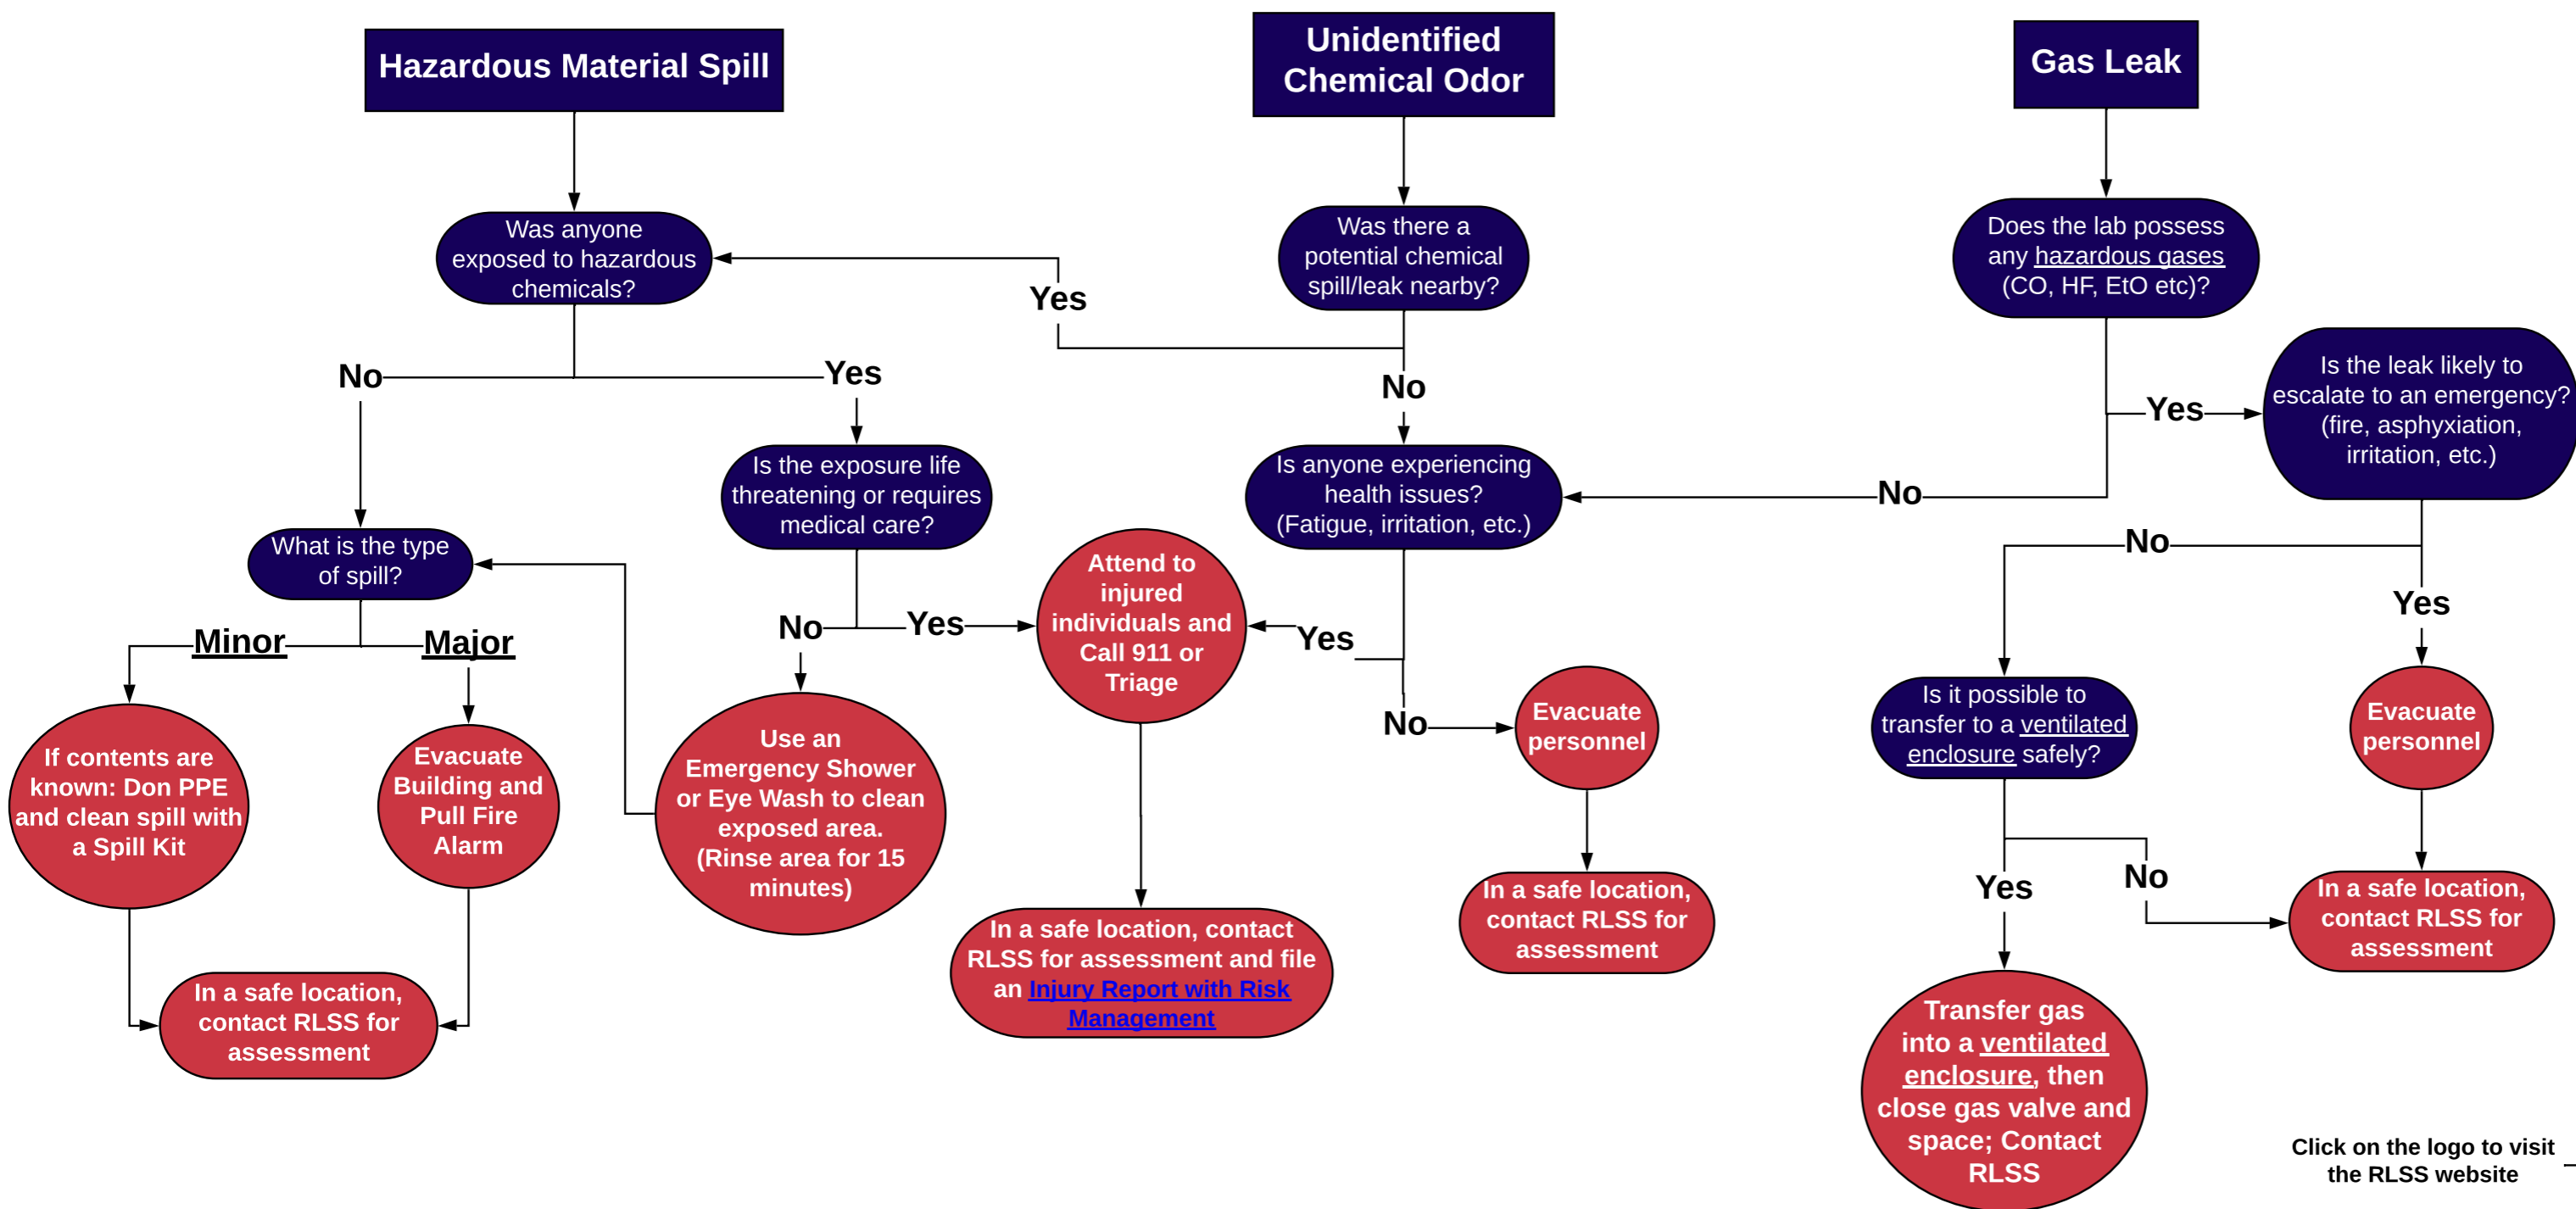 Hazardous Material Spill
Unidentified
Chemical Odor
Gas Leak
Was anyone
exposed to hazardous
chemicals?
Was there a
potential chemical
spill/leak nearby?
Does the lab possess
any hazardous gases
(CO, HF, EtO etc)?
Yes
No
Yes
No
Yes
Is the leak likely to
escalate to an emergency?
(fire, asphyxiation,
irritation, etc.)
Is the exposure life
threatening or requires
medical care?
Is anyone experiencing
health issues?
(Fatigue, irritation, etc.)
No
What is the type
of spill?
Attend to
injured
individuals and
Call 911 or
Triage
No
Yes
Minor
Major
No
Yes
Yes
No
If contents are
known: Don PPE
and clean spill with
a Spill Kit
Evacuate
Building and
Pull Fire
Alarm
Use an
Emergency Shower
or Eye Wash to clean
exposed area.
(Rinse area for 15
minutes)
Evacuate
personnel
Is it possible to
transfer to a ventilated
enclosure safely?
Evacuate
personnel
Yes
No
In a safe location,
contact RLSS for
assessment
In a safe location, contact
RLSS for assessment and file
an Injury Report with Risk
Management
In a safe location,
contact RLSS for
assessment
In a safe location,
contact RLSS for
assessment
Transfer gas
into a ventilated
enclosure, then
close gas valve and
space; Contact
RLSS
Click on the logo to visit
the RLSS website